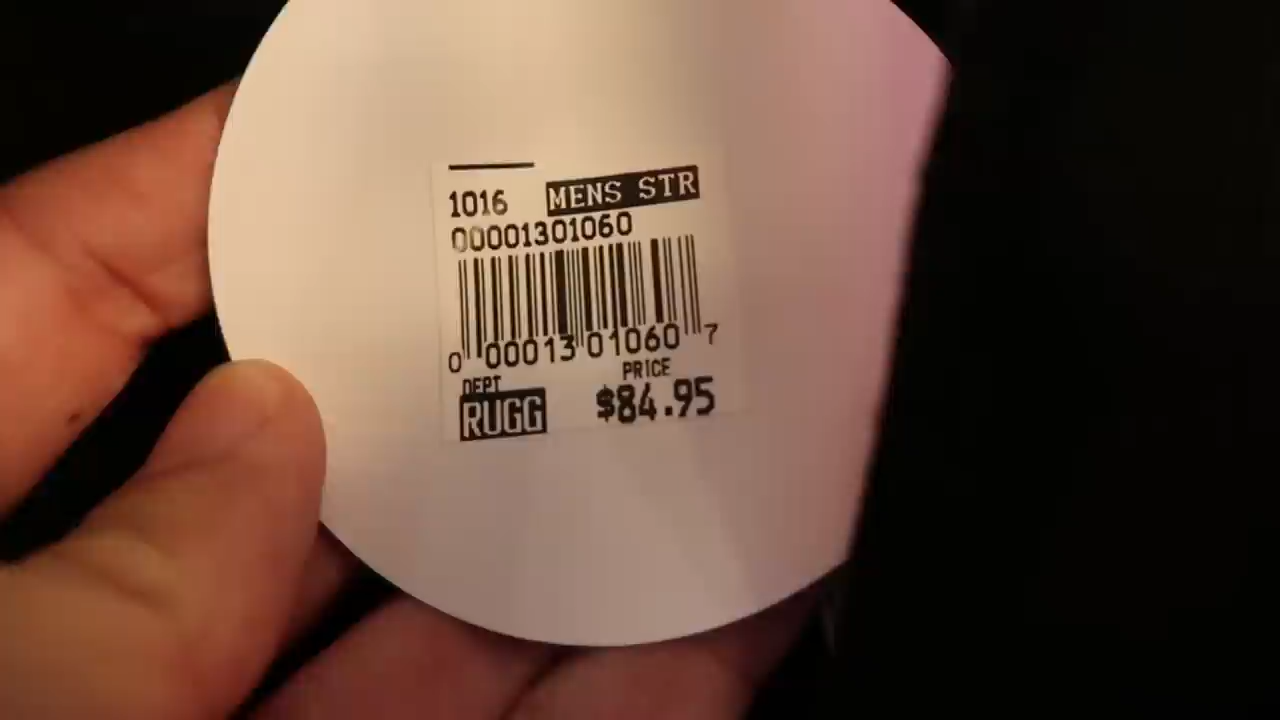 1016 MENS STR
00001301060
0 00013 01060 7
DEPT PRICE
RUGG $84.95